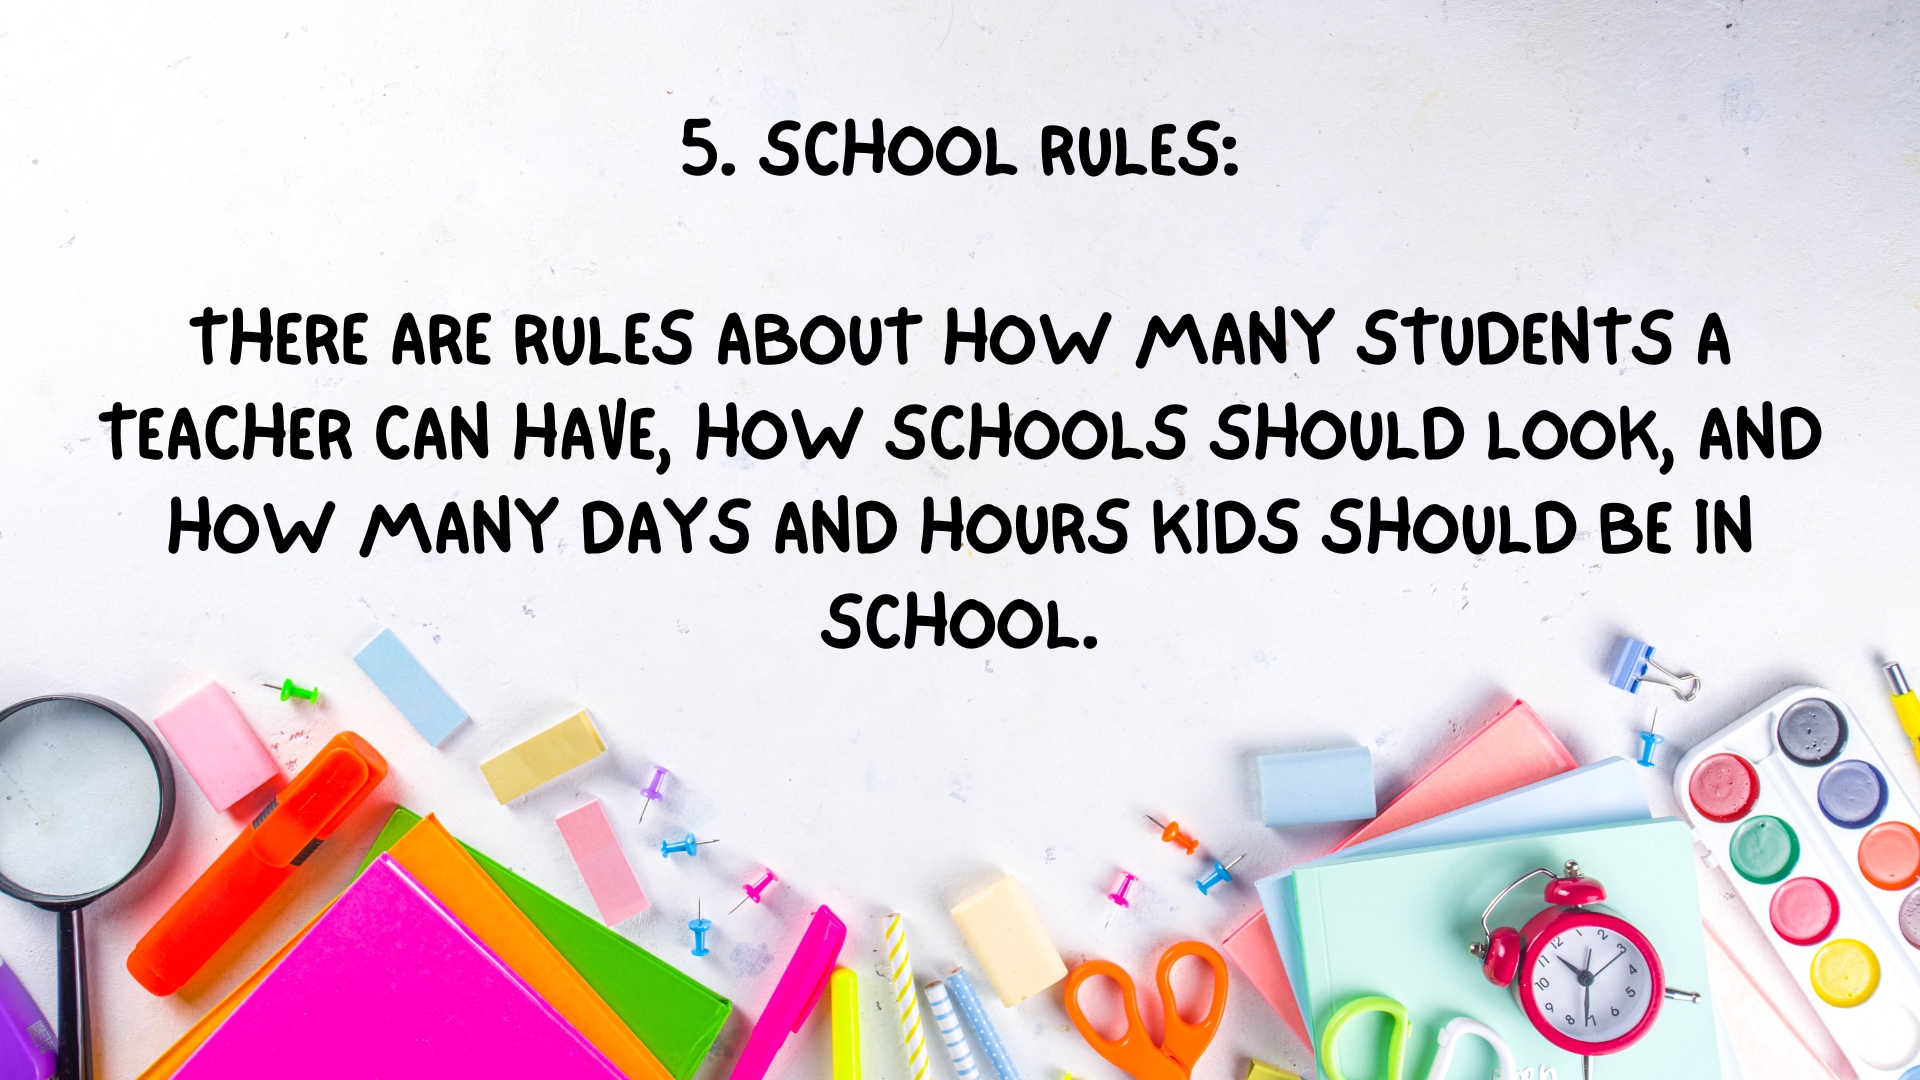 5. SCHOOL RULES:
THERE ARE RULES ABOUT HOW MANY STUDENTS A
TEACHER CAN HAVE, HOW SCHOOLS SHOULD LOOK, AND
HOW MANY DAYS AND HOURS KIDS SHOULD BE IN
SCHOOL.